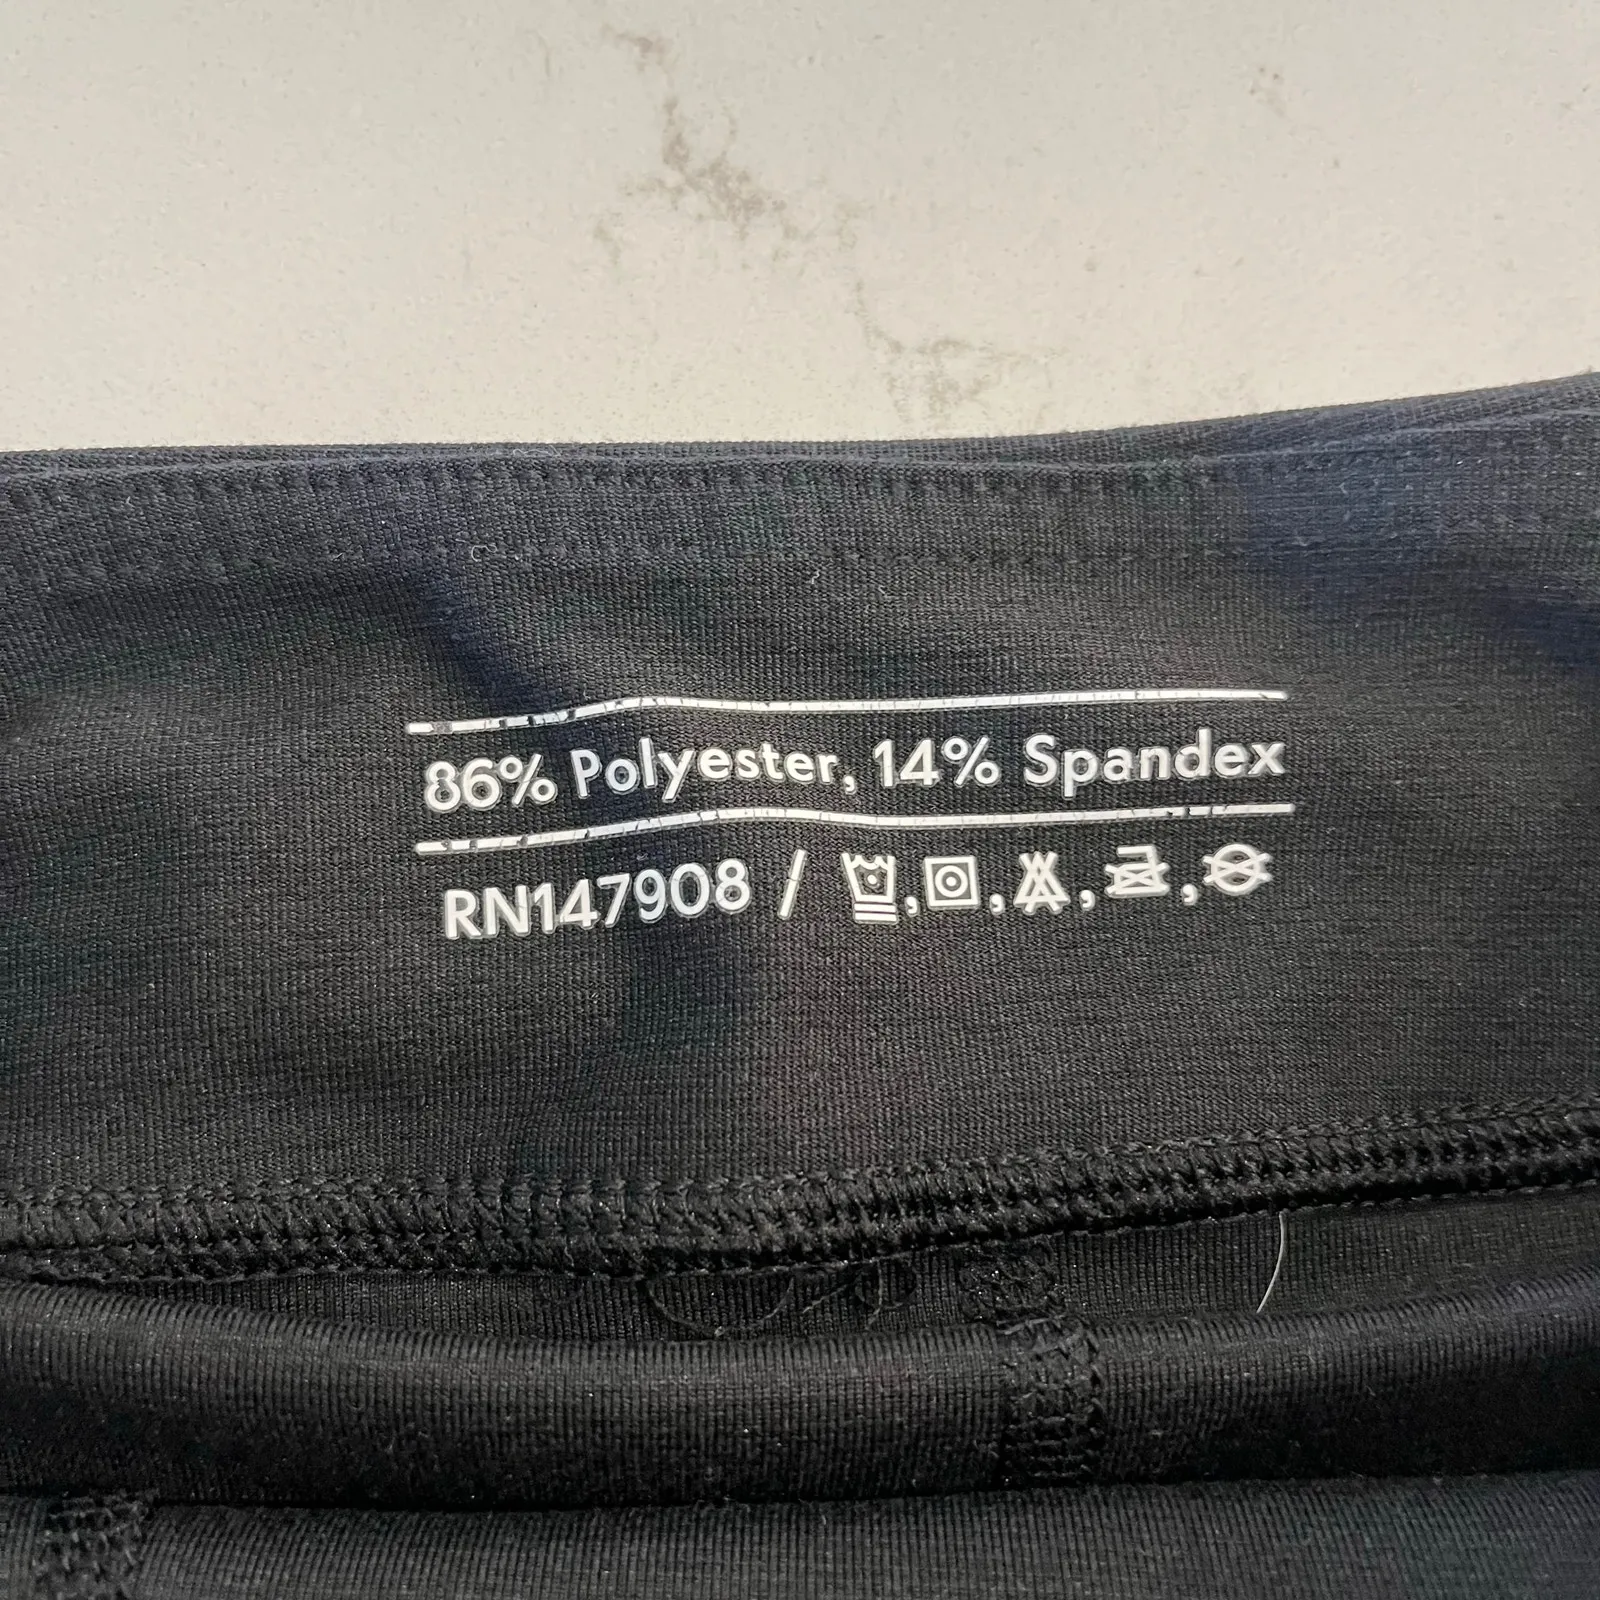 86% Polyester, 14% Spandex
RN147908 /